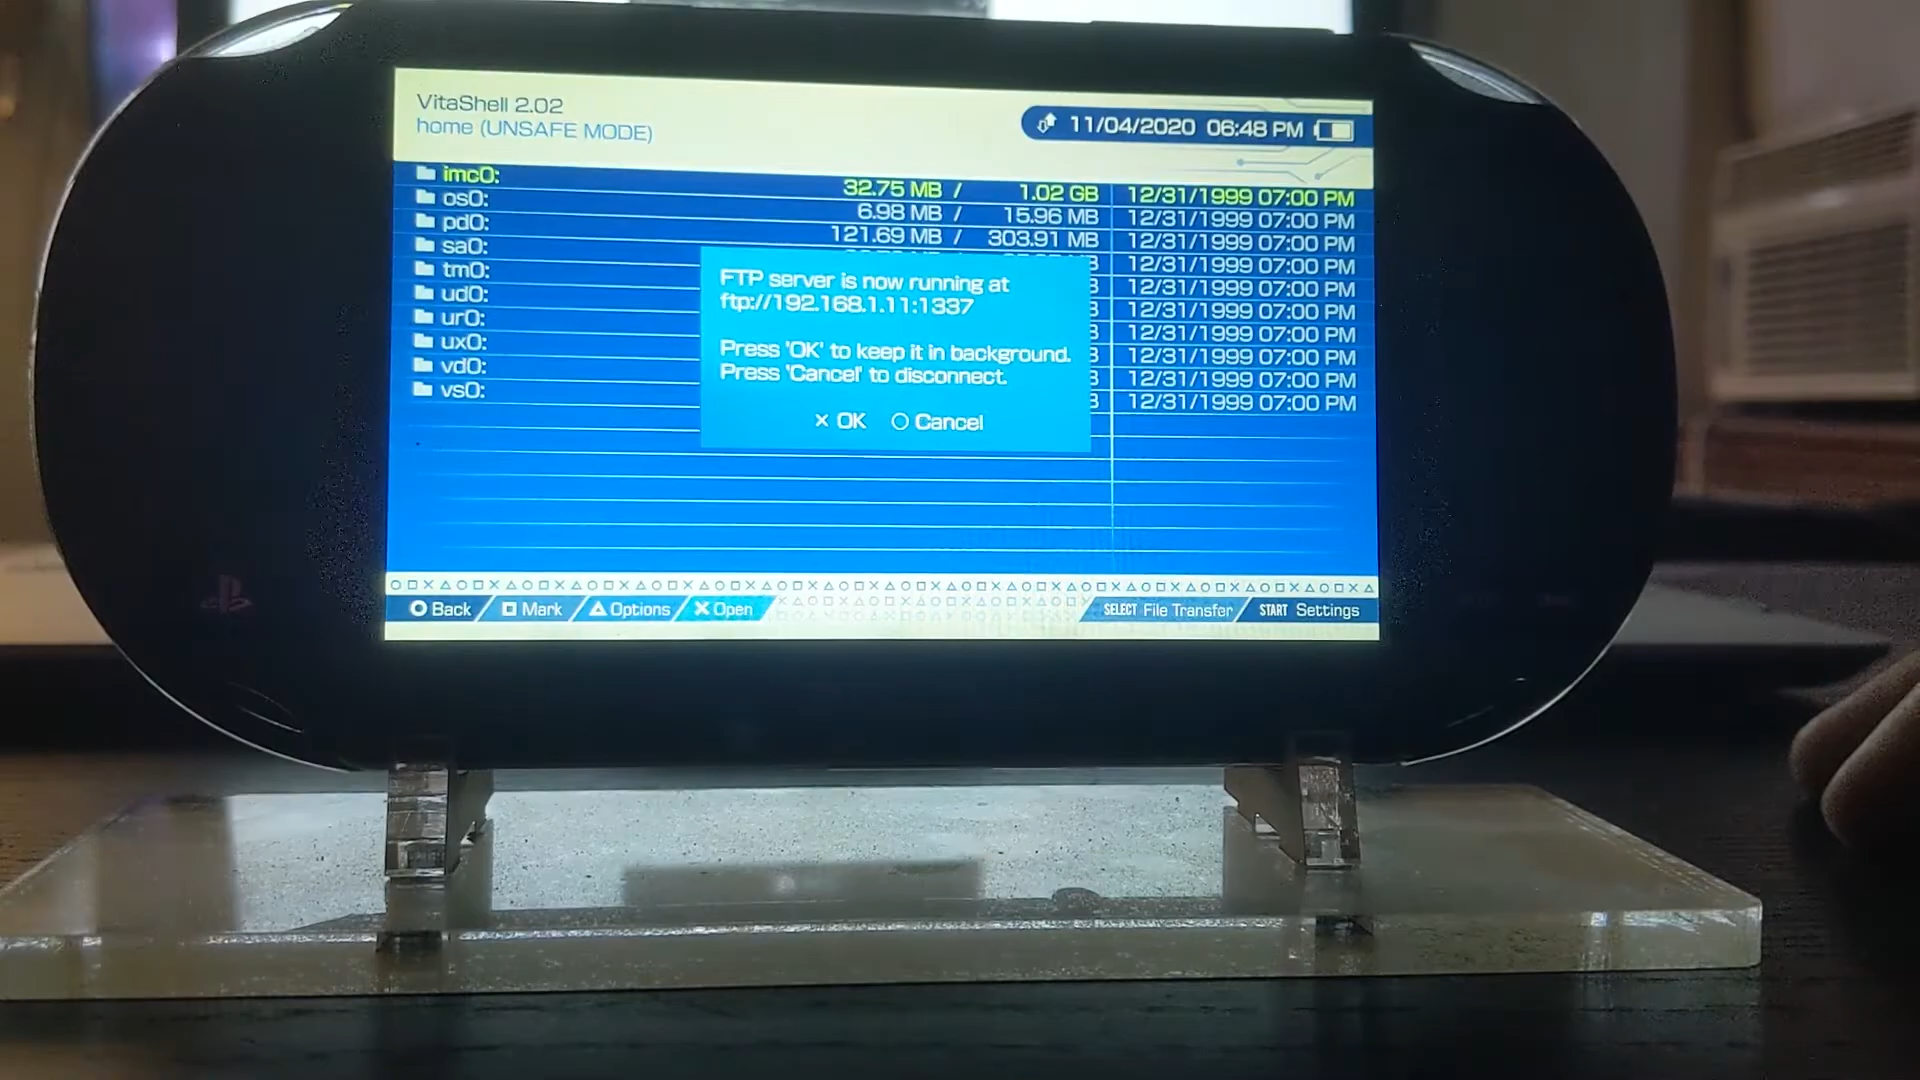 VitaShell 2.02
home (UNSAFE MODE)
11/04/2020 06:48 PM
imc0: 32.75 MB / 1.02 GB 12/31/1999 07:00 PM
os0: 6.98 MB / 15.96 MB 12/31/1999 07:00 PM
pd0: 121.69 MB / 303.91 MB 12/31/1999 07:00 PM
sa0: 12/31/1999 07:00 PM
tm0: 12/31/1999 07:00 PM
ud0: 12/31/1999 07:00 PM
ur0: 12/31/1999 07:00 PM
ux0: 12/31/1999 07:00 PM
vd0: 12/31/1999 07:00 PM
vs0: 12/31/1999 07:00 PM
FTP server is now running at
ftp://192.168.1.11:1337
Press 'OK' to keep it in background.
Press 'Cancel' to disconnect.
X OK O Cancel
Back Mark Options Open SELECT File Transfer START Settings